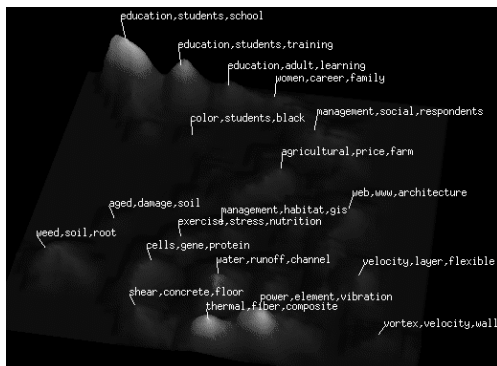 education,students,school
education,students,training
education,adult,learning
women,career,family
color,students,black
management,social,respondents
agricultural,price,farm
web,www,architecture
aged,damage,soil
management,habitat,gis
exercise,stress,nutrition
weed,soil,root
cells,gene,protein
water,runoff,channel
velocity,layer,flexible
shear,concrete,floor
power,element,vibration
thermal,fiber,composite
vortex,velocity,wall